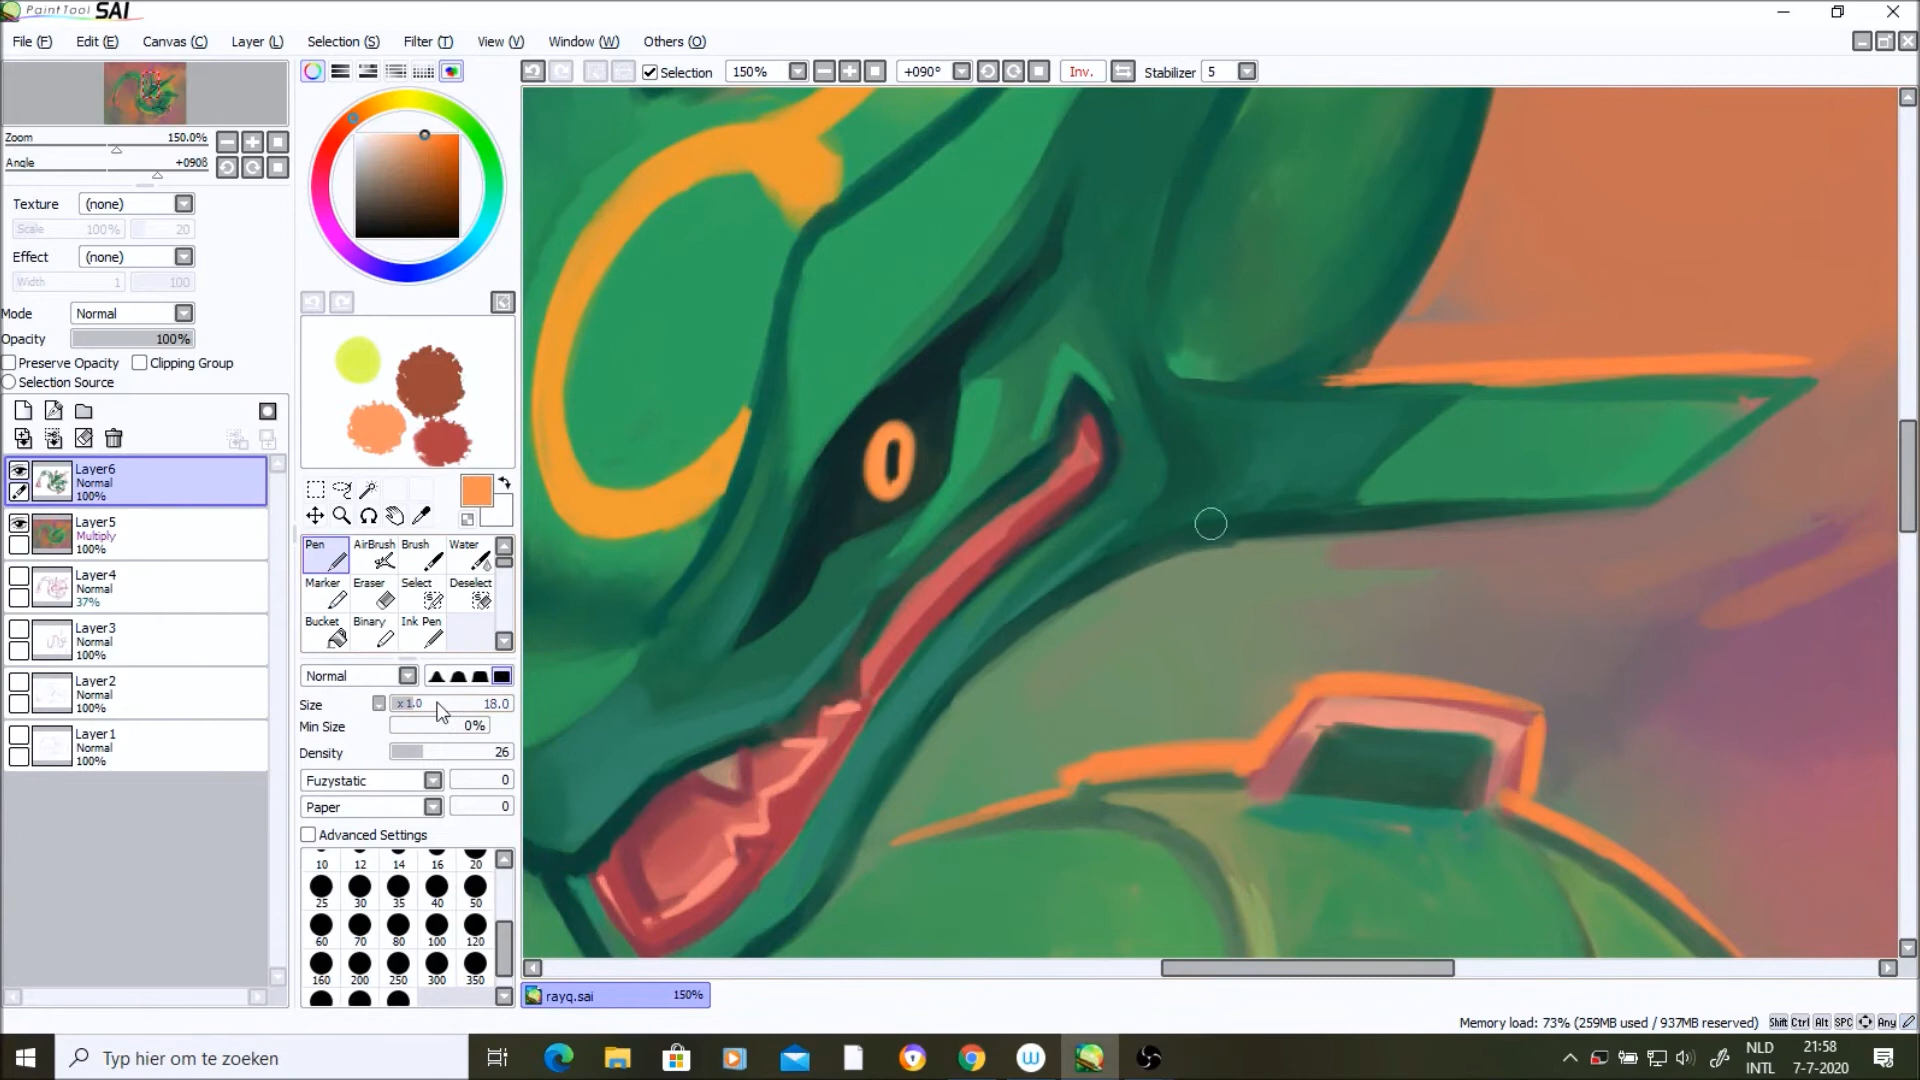 PaintTool SAI
File (F) Edit (E) Canvas (C) Layer (L) Selection (S) Filter (T) View (V) Window (W) Others (O)
Selection 150% +090° Inv. Stabilizer 5
Zoom 150.0%
Angle +090ß
Texture (none)
Scale 100% 20
Effect (none)
Width 1 100
Mode Normal
Opacity 100%
Preserve Opacity Clipping Group
Selection Source
Layer6
Normal
100%
Layer5
Multiply
100%
Layer4
Normal
37%
Layer3
Normal
100%
Layer2
Normal
100%
Layer1
Normal
100%
Pen AirBrush Brush Water
Marker Eraser Select Deselect
Bucket Binary Ink Pen
Normal
Size x 1.0 18.0
Min Size 0%
Density 26
Fuzystatic 0
Paper 0
Advanced Settings
10 12 14 16 20
25 30 35 40 50
60 70 80 100 120
160 200 250 300 350
rayq.sai 150%
Memory load: 73% (259MB used / 937MB reserved) Shift Ctrl Alt SPC Any
Typ hier om te zoeken
NLD
INTL
21:58
7-7-2020